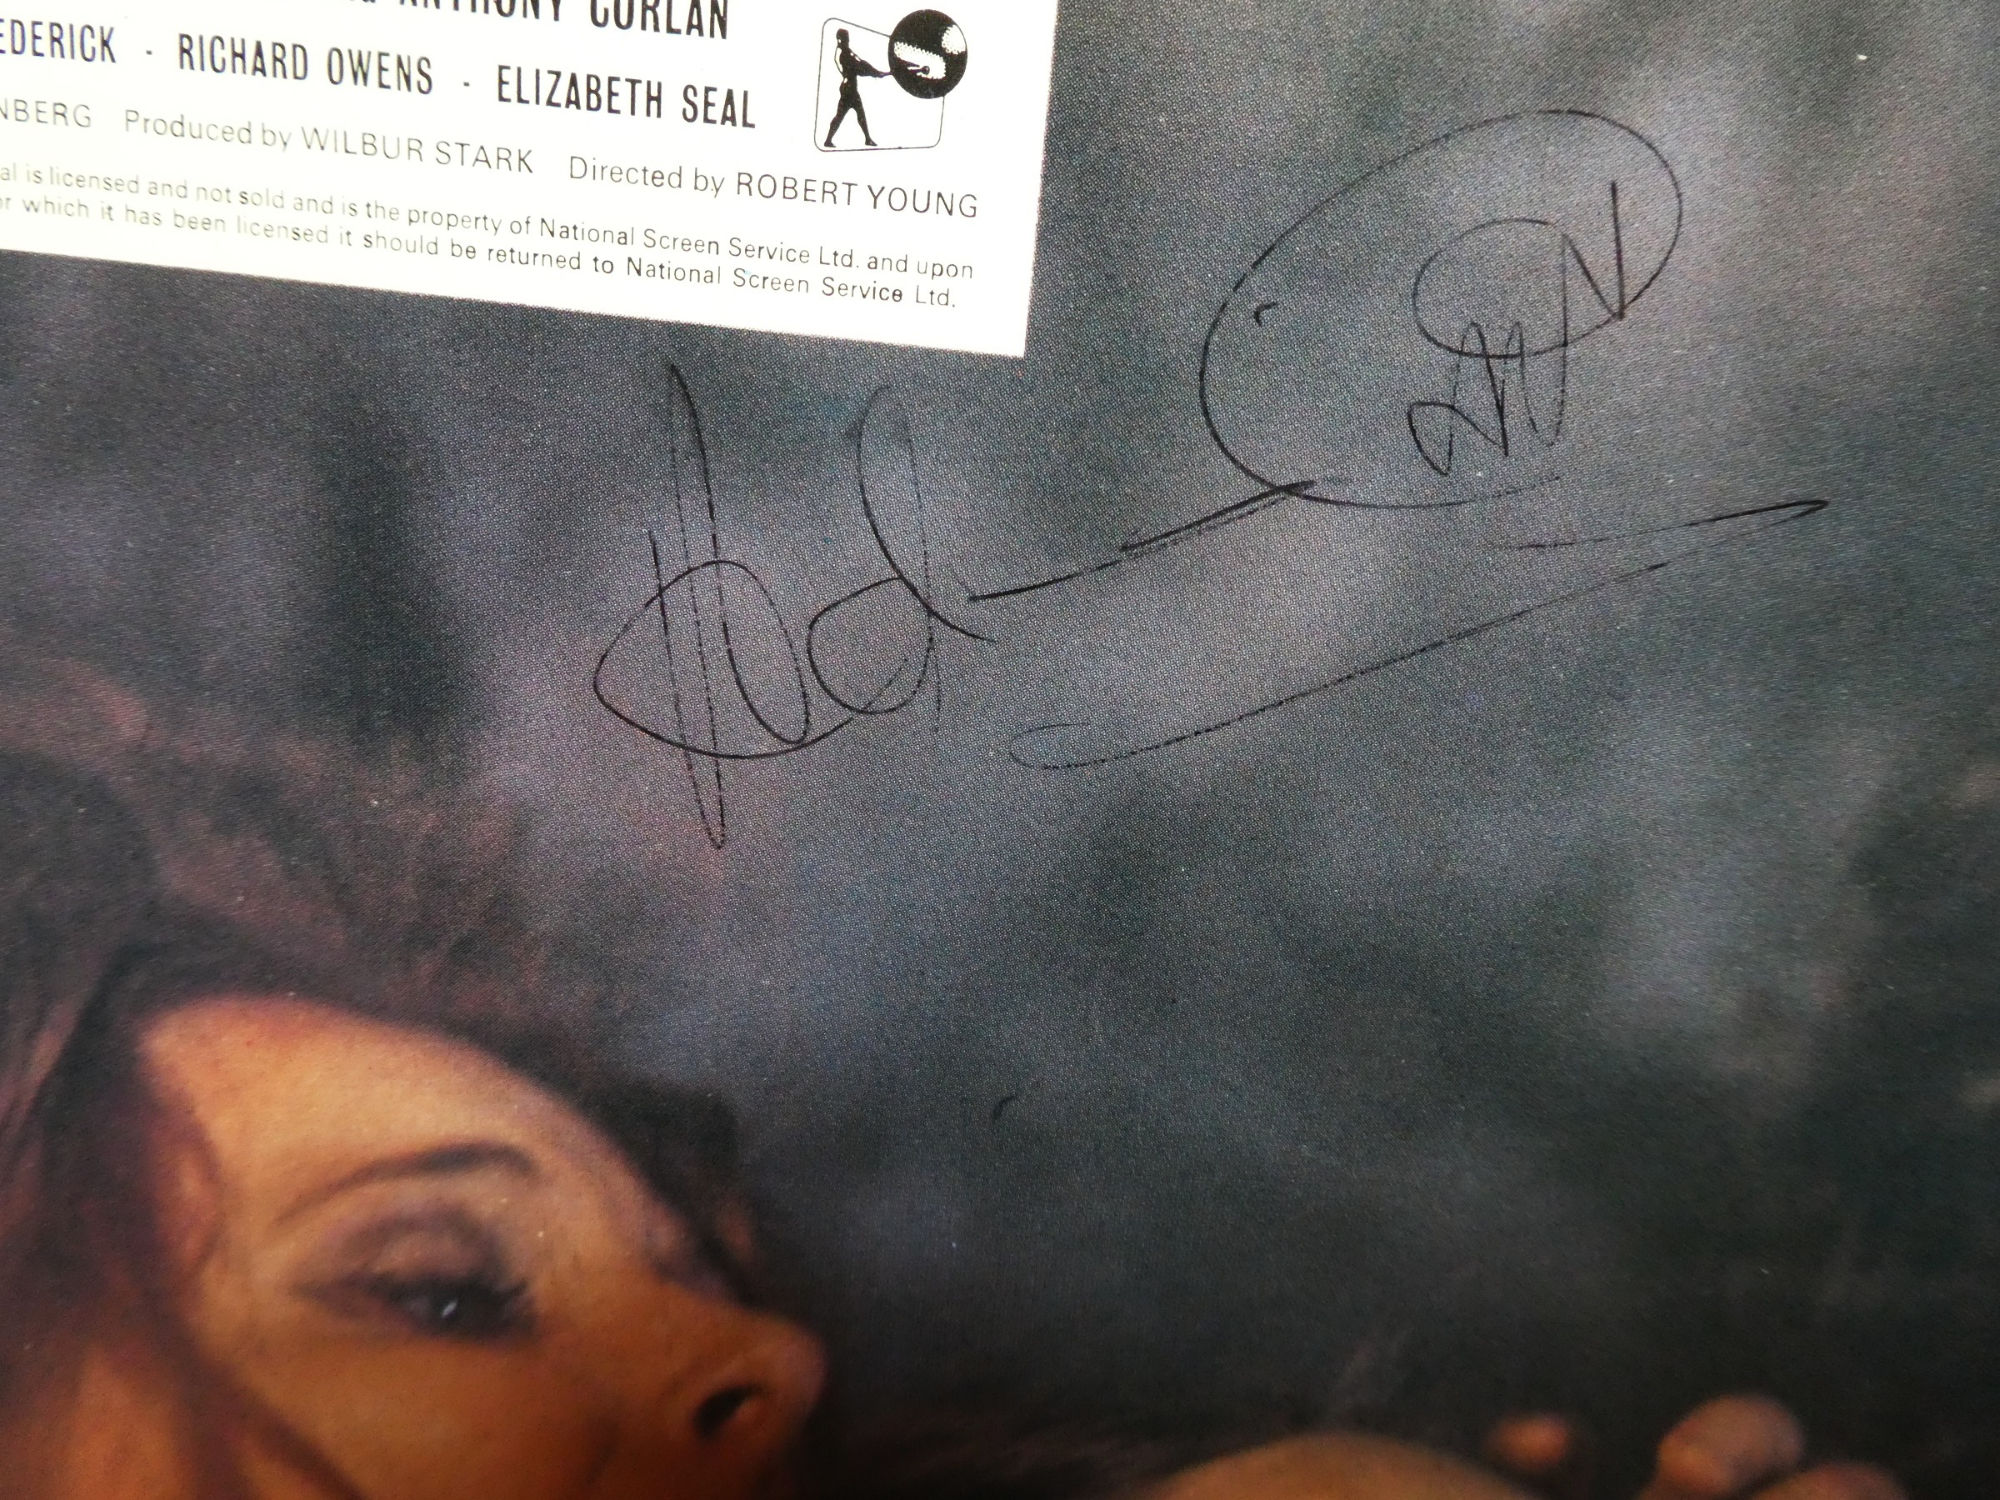 ANTHONY CORLAN
EDERICK - RICHARD OWENS - ELIZABETH SEAL
NBERG Produced by WILBUR STARK Directed by ROBERT YOUNG
al is licensed and not sold and is the property of National Screen Service Ltd. and upon
or which it has been licensed it should be returned to National Screen Service Ltd.